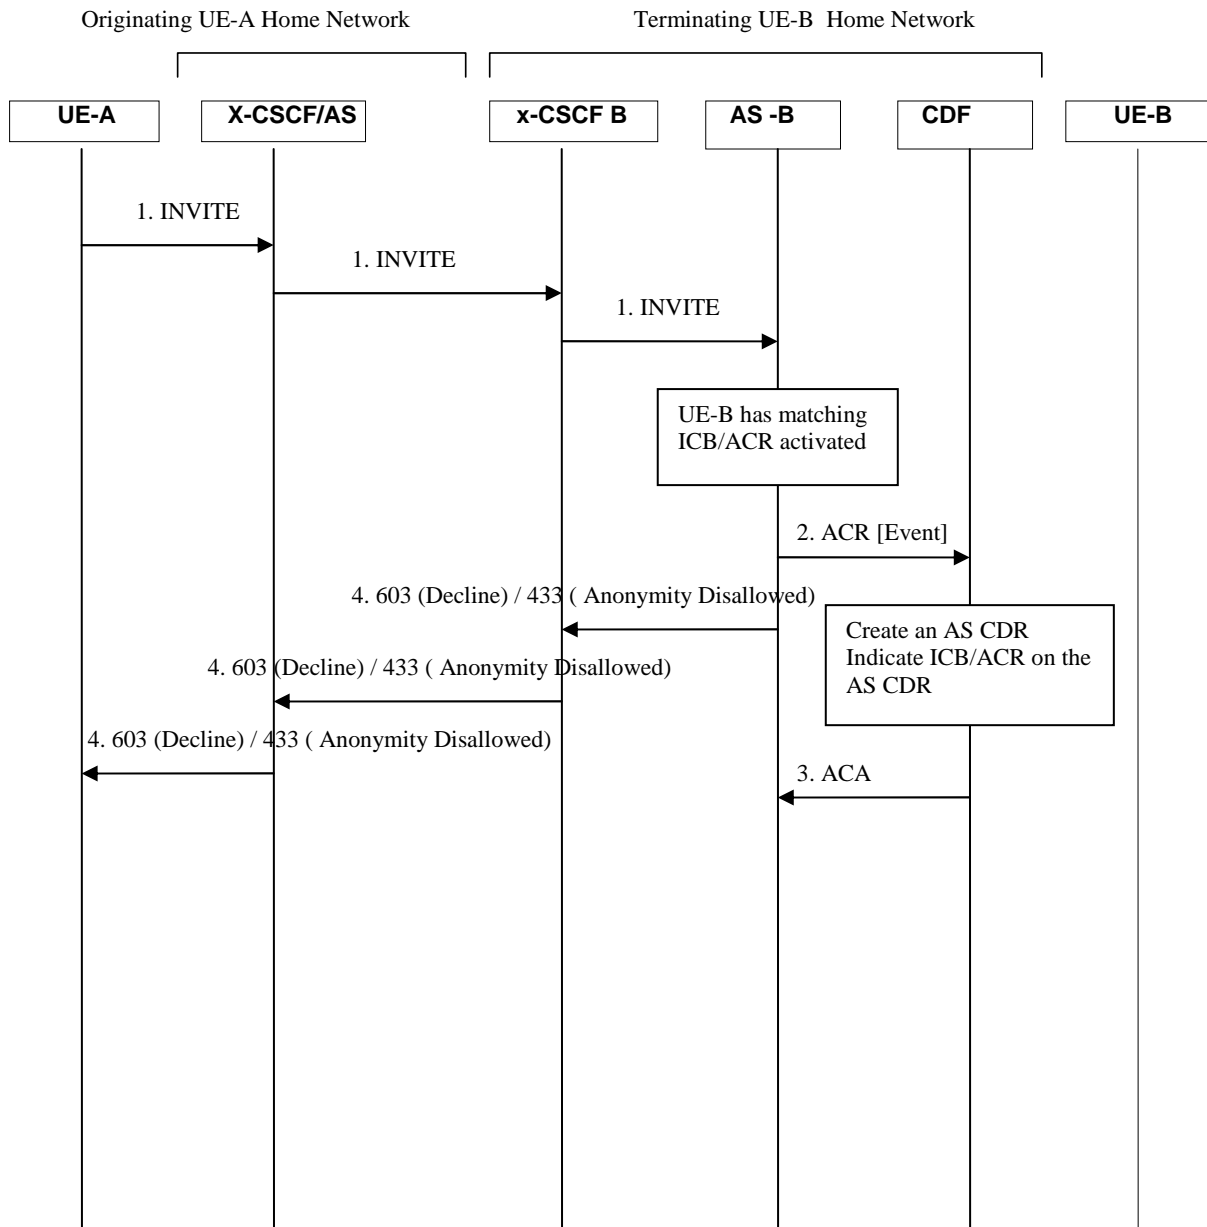 Originating UE-A Home Network
Terminating UE-B  Home Network
UE-A
X-CSCF/AS
x-CSCF B
AS -B
CDF
UE-B
1. INVITE
1. INVITE
1. INVITE
UE-B has matching
ICB/ACR activated
2. ACR [Event]
4. 603 (Decline) / 433 ( Anonymity Disallowed)
Create an AS CDR
Indicate ICB/ACR on the
AS CDR
4. 603 (Decline) / 433 ( Anonymity Disallowed)
4. 603 (Decline) / 433 ( Anonymity Disallowed)
3. ACA